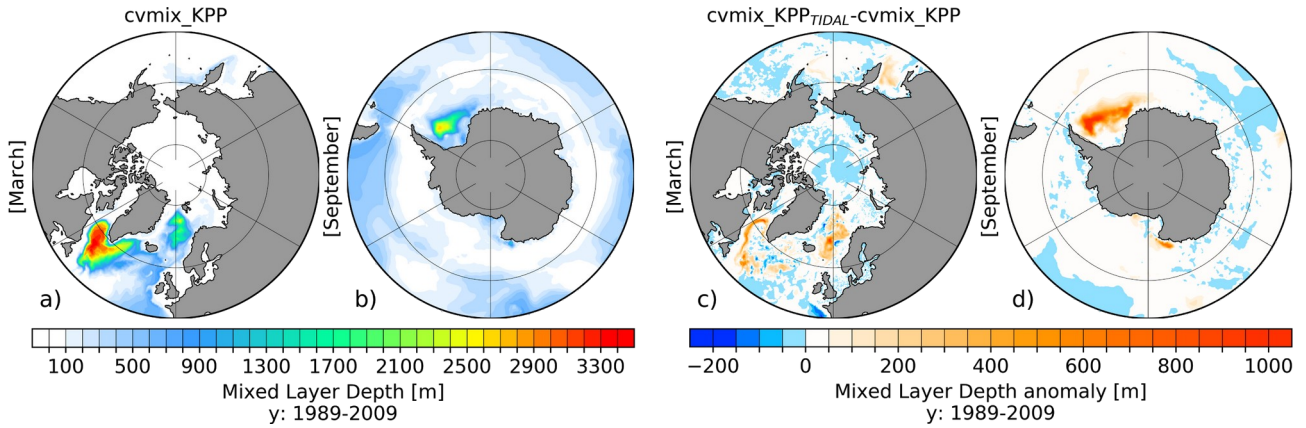 cvmix_KPP
cvmix_KPP_TIDAL-cvmix_KPP
[March]
[September]
[March]
[September]
a)
b)
c)
d)
100 500 900 1300 1700 2100 2500 2900 3300
Mixed Layer Depth [m]
y: 1989-2009
−200 0 200 400 600 800 1000
Mixed Layer Depth anomaly [m]
y: 1989-2009